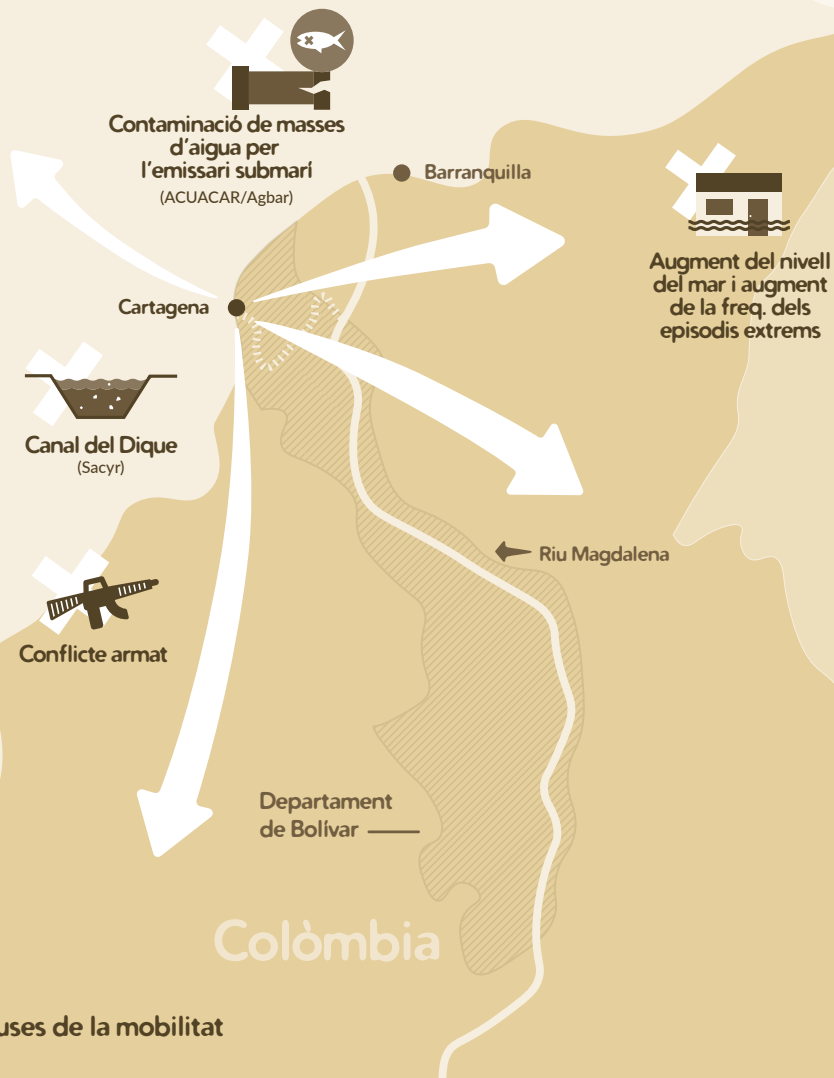 Contaminació de masses
d'aigua per
l'emissari submarí
(ACUACAR/Agbar)
Barranquilla
Augment del nivell
del mar i augment
de la freq. dels
episodis extrems
Cartagena
Canal del Dique
(Sacyr)
Riu Magdalena
Conflicte armat
Departament
de Bolívar
Colòmbia
uses de la mobilitat